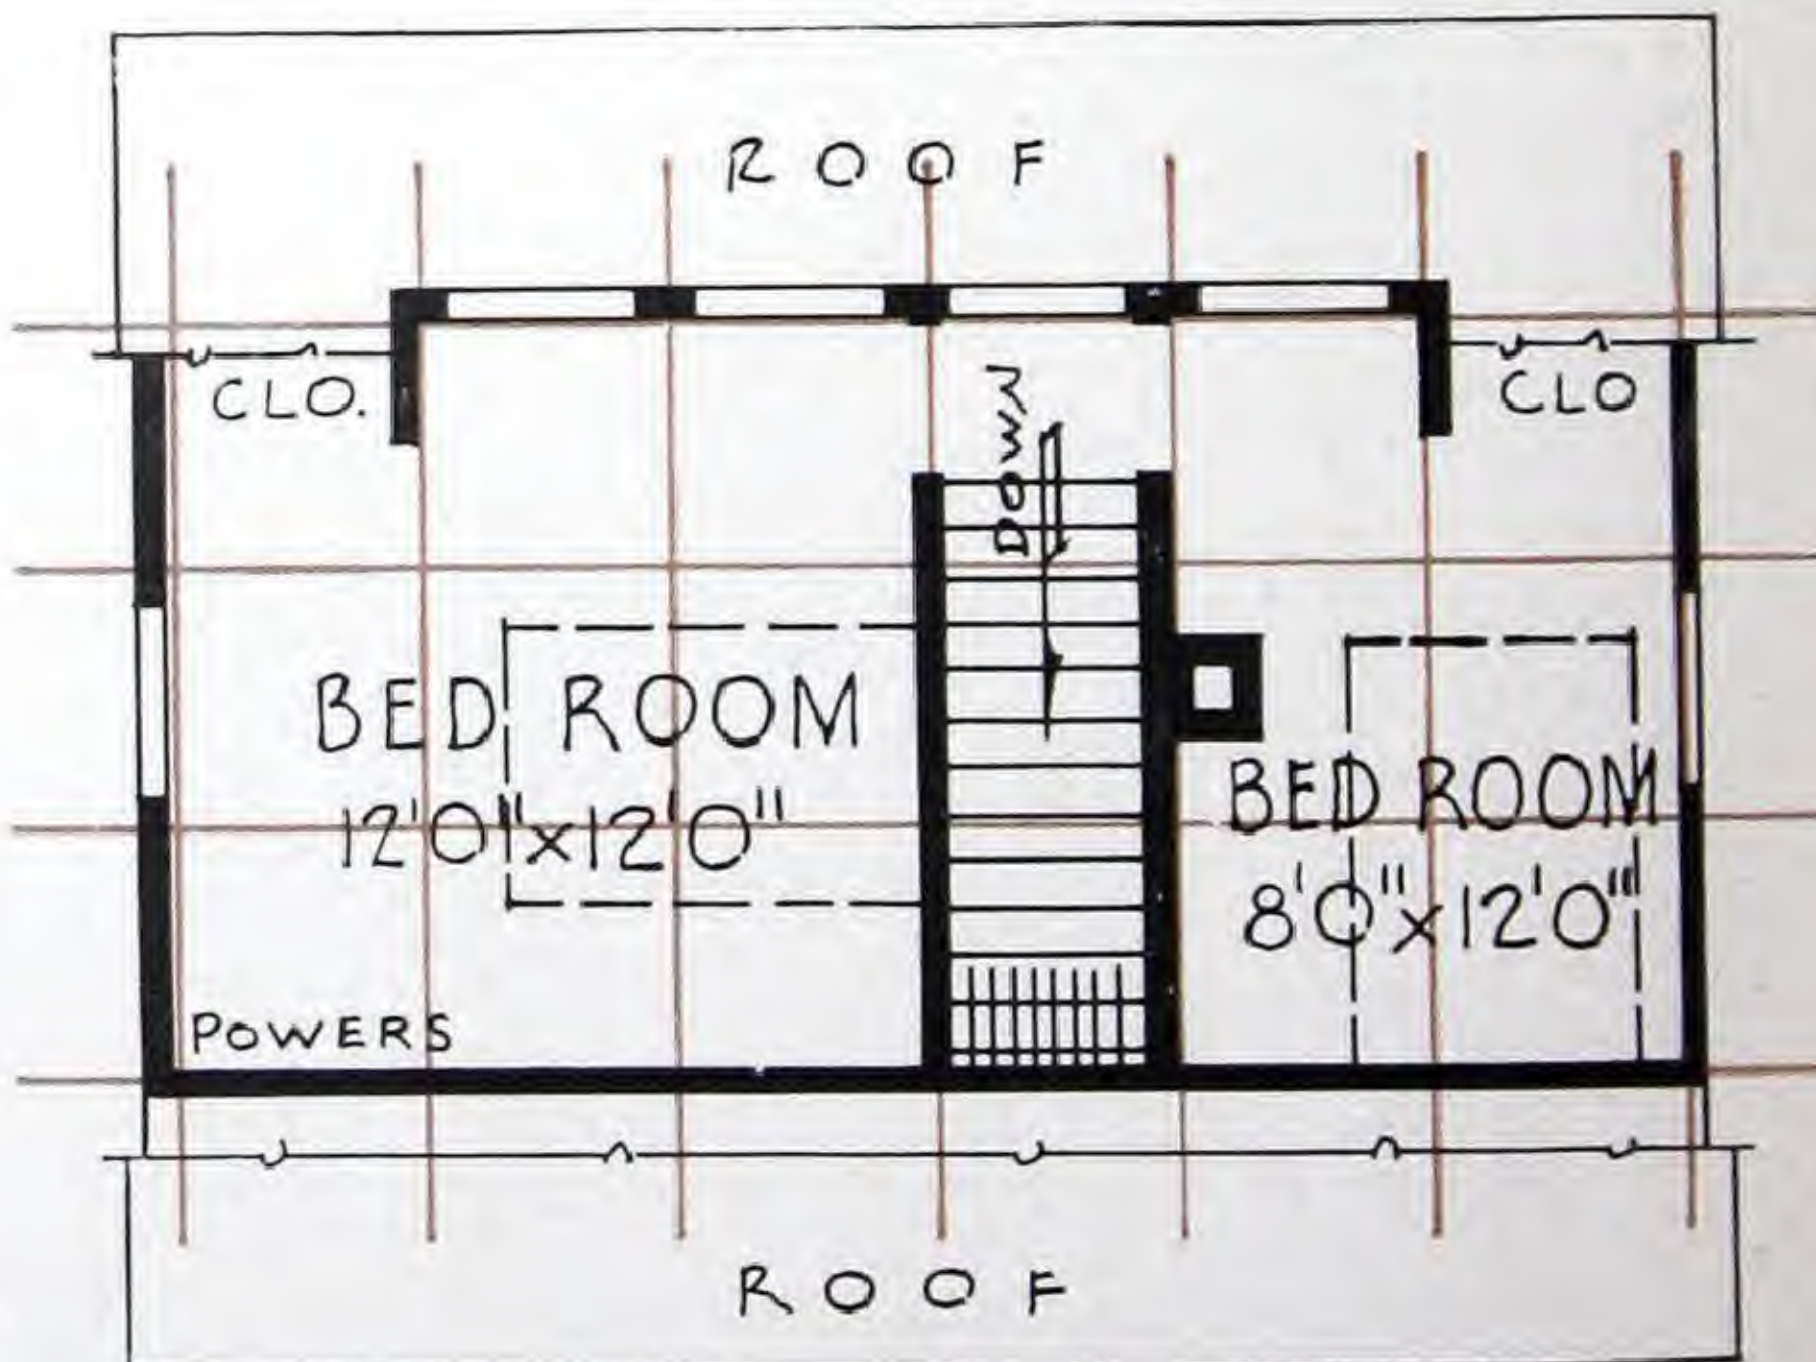 ROOF
CLO.
CLO
DOWN
BED ROOM
12'0"x12'0"
BED ROOM
8'0"x12'0"
POWERS
ROOF